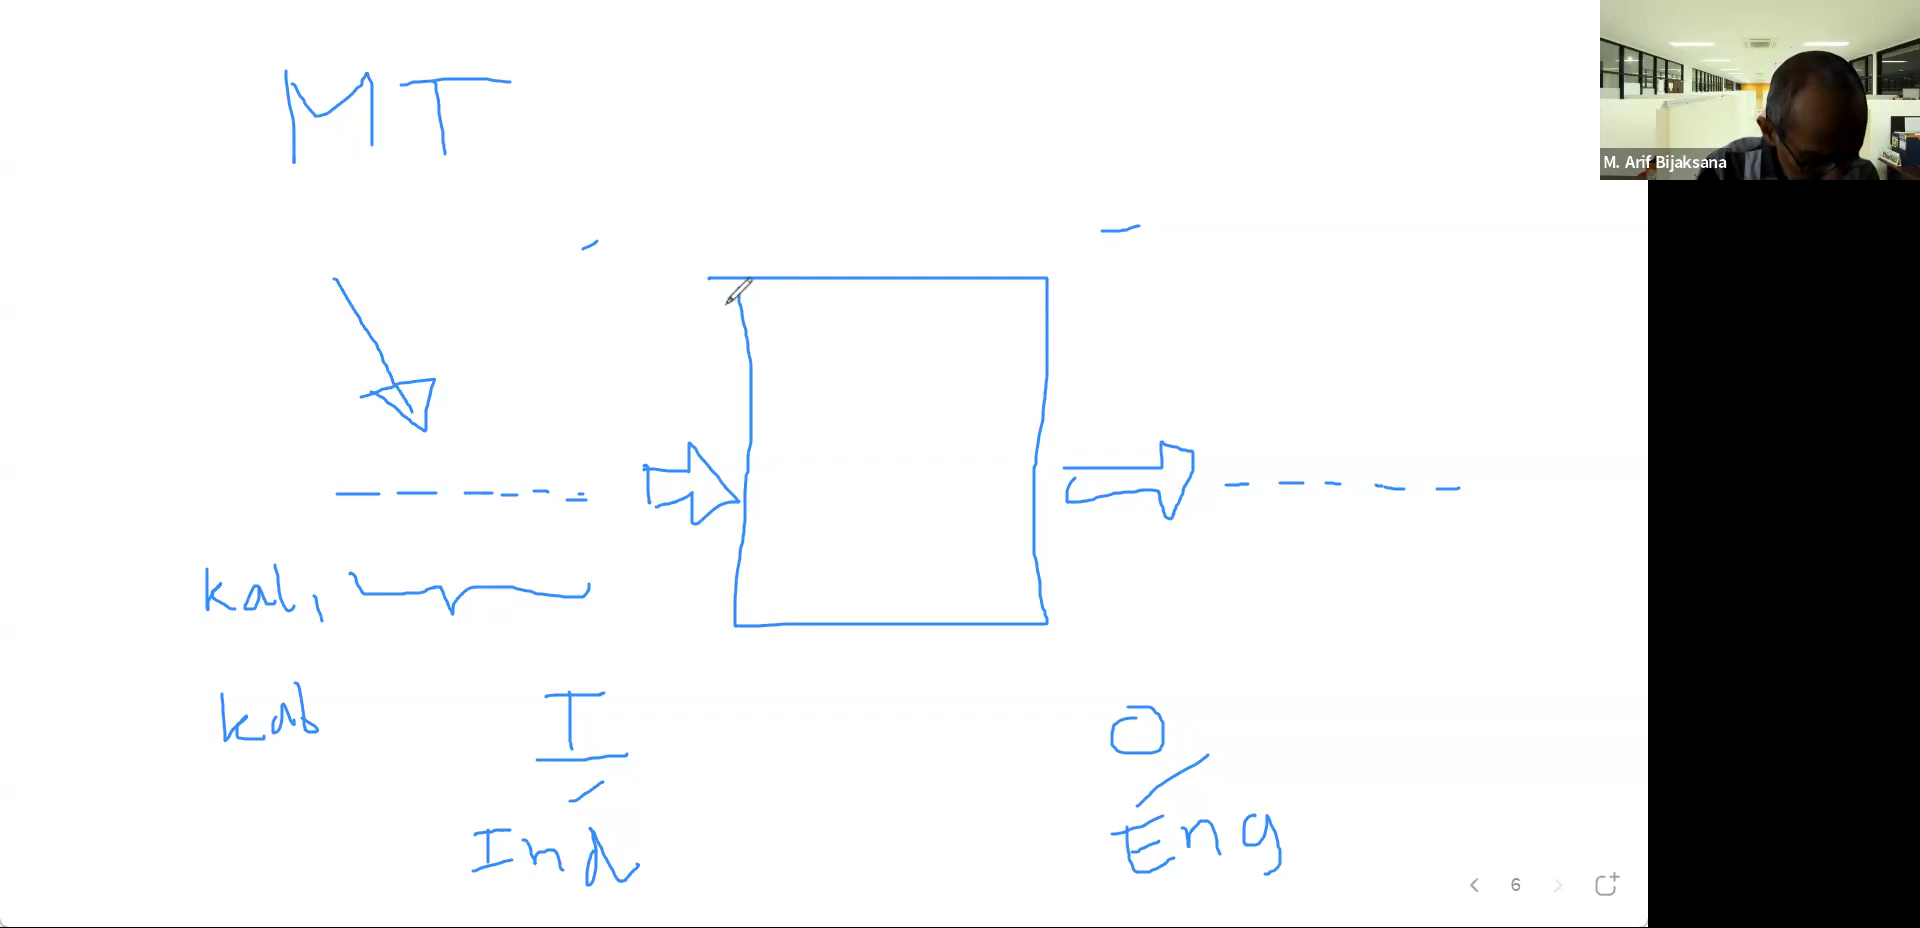 MT
M. Arif Bijaksana
kal,
kab
I
O
Ind
Eng
6